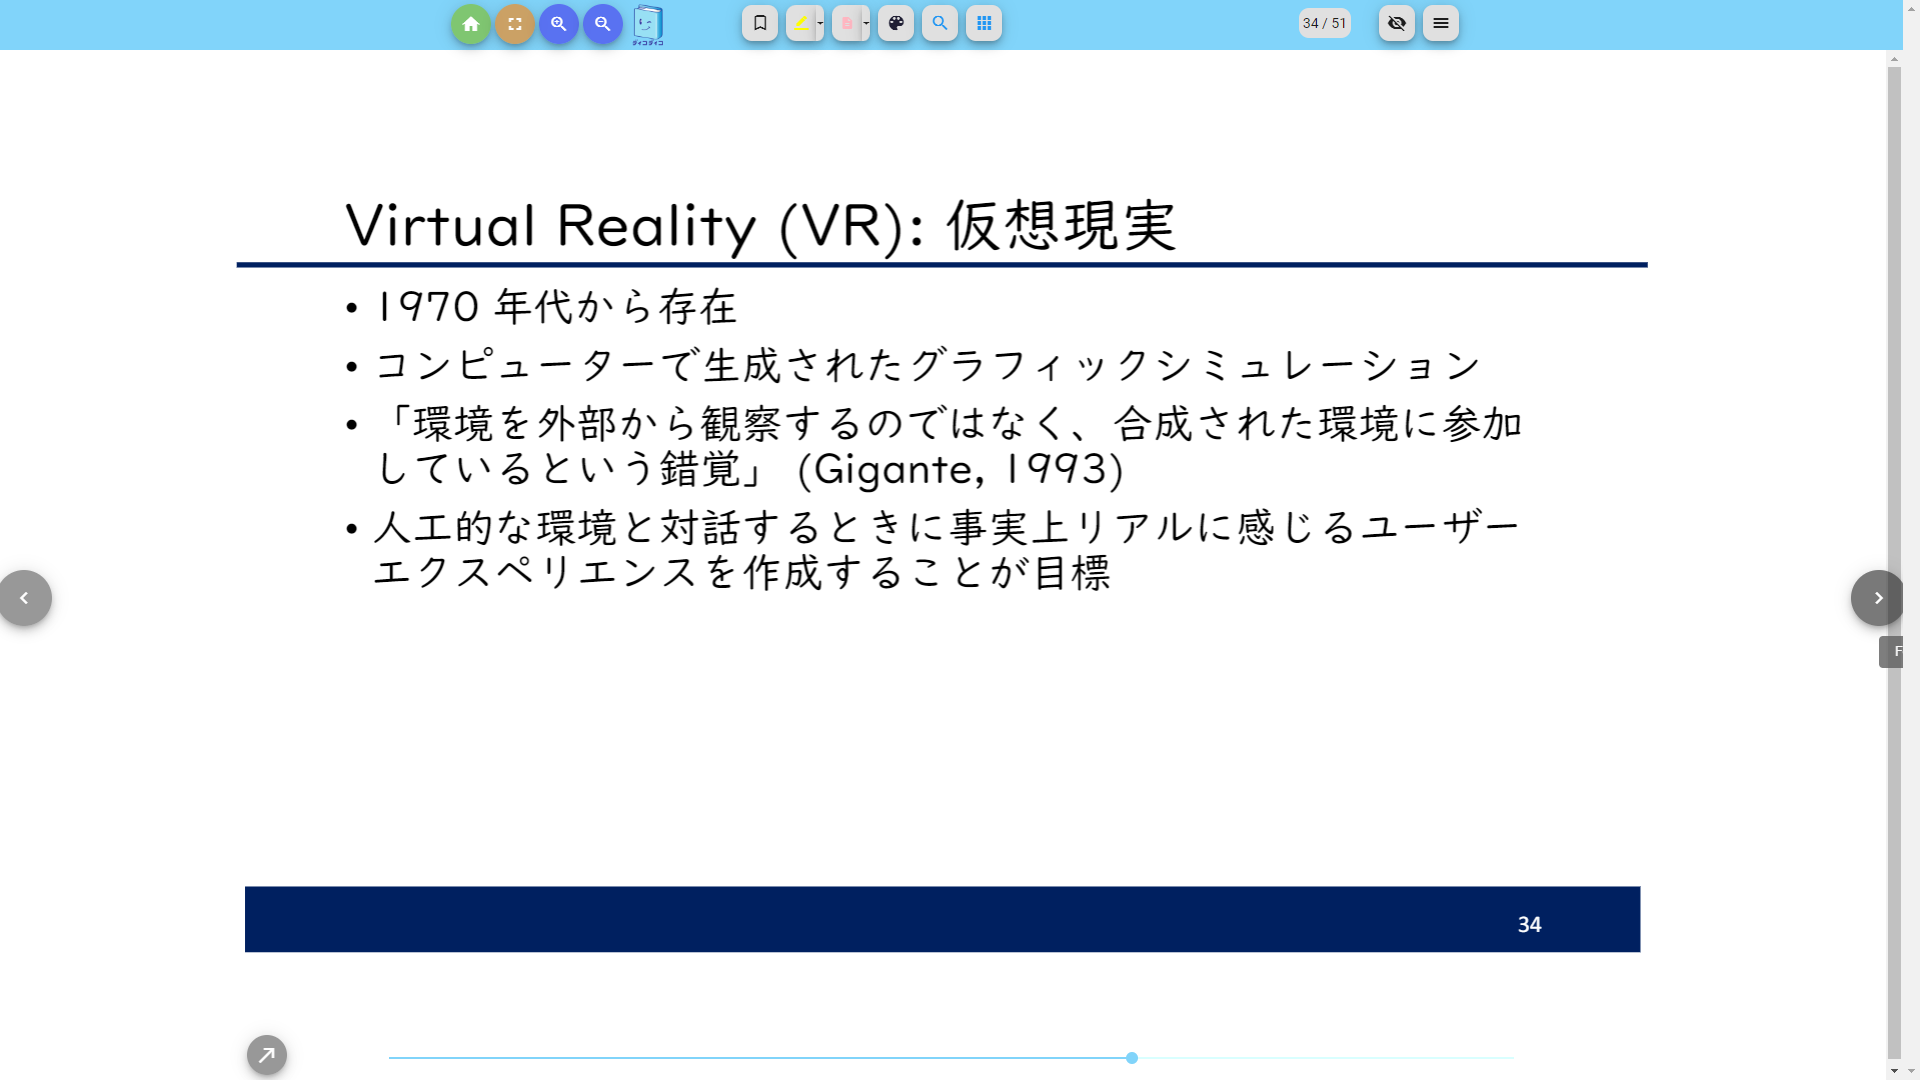 ダイコダイコ
34 / 51
Virtual Reality (VR): 仮想現実
• 1970 年代から存在
• コンピューターで生成されたグラフィックシミュレーション
• 「環境を外部から観察するのではなく、合成された環境に参加
しているという錯覚」 (Gigante, 1993)
• 人工的な環境と対話するときに事実上リアルに感じるユーザー
エクスペリエンスを作成することが目標
F
34